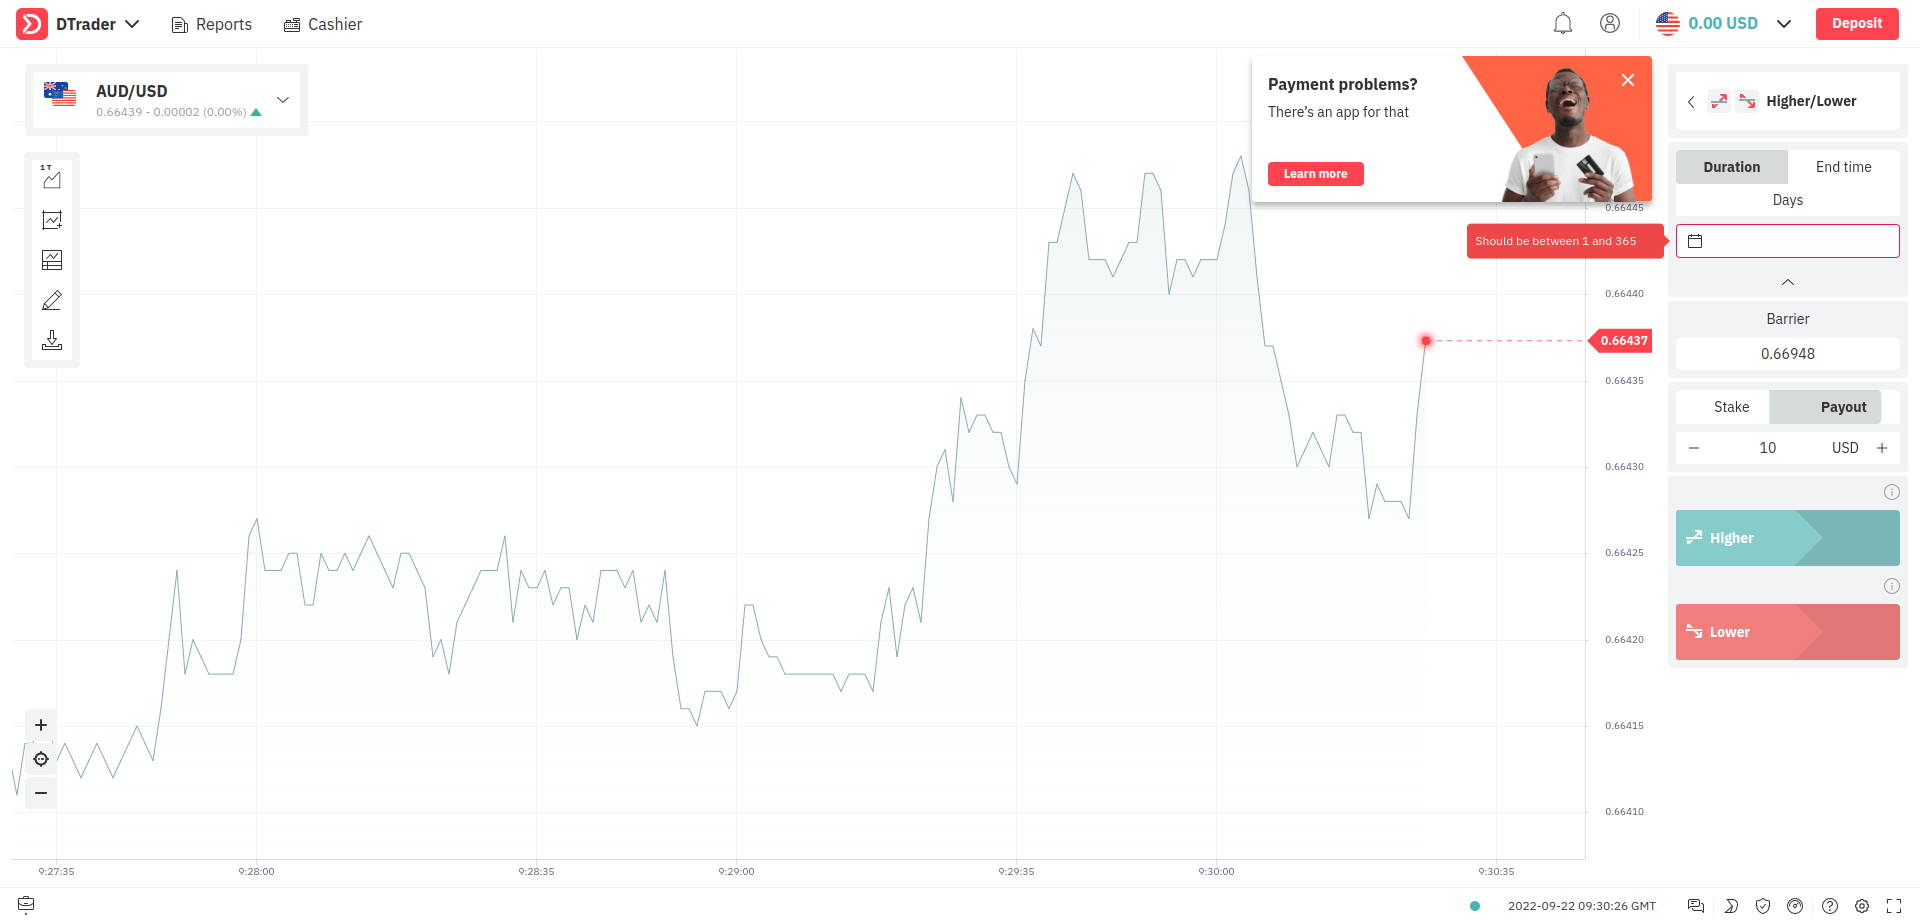 DTrader
Reports
Cashier
0.00 USD
Deposit
AUD/USD
0.66439 - 0.00002 (0.00%)
1T
Payment problems?
There's an app for that
Learn more
Higher/Lower
Duration
End time
Days
Should be between 1 and 365
Barrier
0.66948
Stake
Payout
10
USD
Higher
Lower
0.66445
0.66440
0.66437
0.66435
0.66430
0.66425
0.66420
0.66415
0.66410
9:27:35
9:28:00
9:28:35
9:29:00
9:29:35
9:30:00
9:30:35
2022-09-22 09:30:26 GMT